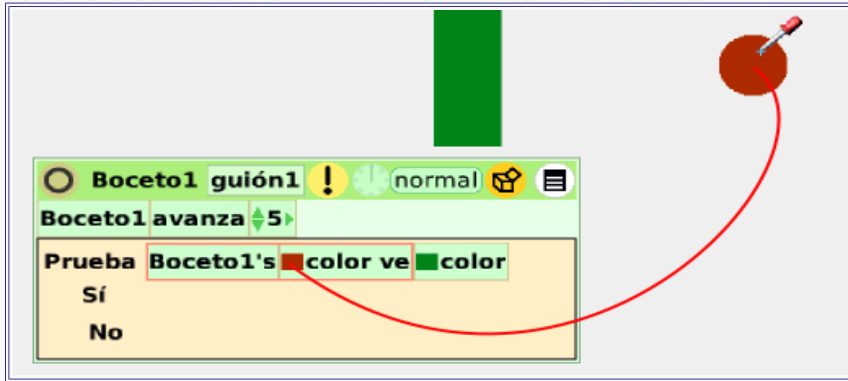 Boceto1 guión1 ! normal
Boceto1 avanza 5
Prueba Boceto1's color ve color
Sí
No